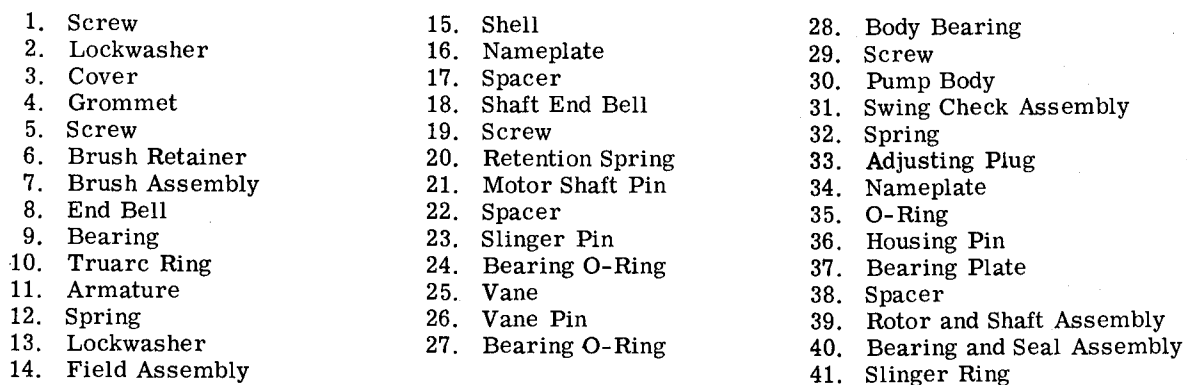 1. Screw
2. Lockwasher
3. Cover
4. Grommet
5. Screw
6. Brush Retainer
7. Brush Assembly
8. End Bell
9. Bearing
10. Truarc Ring
11. Armature
12. Spring
13. Lockwasher
14. Field Assembly
15. Shell
16. Nameplate
17. Spacer
18. Shaft End Bell
19. Screw
20. Retention Spring
21. Motor Shaft Pin
22. Spacer
23. Slinger Pin
24. Bearing O-Ring
25. Vane
26. Vane Pin
27. Bearing O-Ring
28. Body Bearing
29. Screw
30. Pump Body
31. Swing Check Assembly
32. Spring
33. Adjusting Plug
34. Nameplate
35. O-Ring
36. Housing Pin
37. Bearing Plate
38. Spacer
39. Rotor and Shaft Assembly
40. Bearing and Seal Assembly
41. Slinger Ring